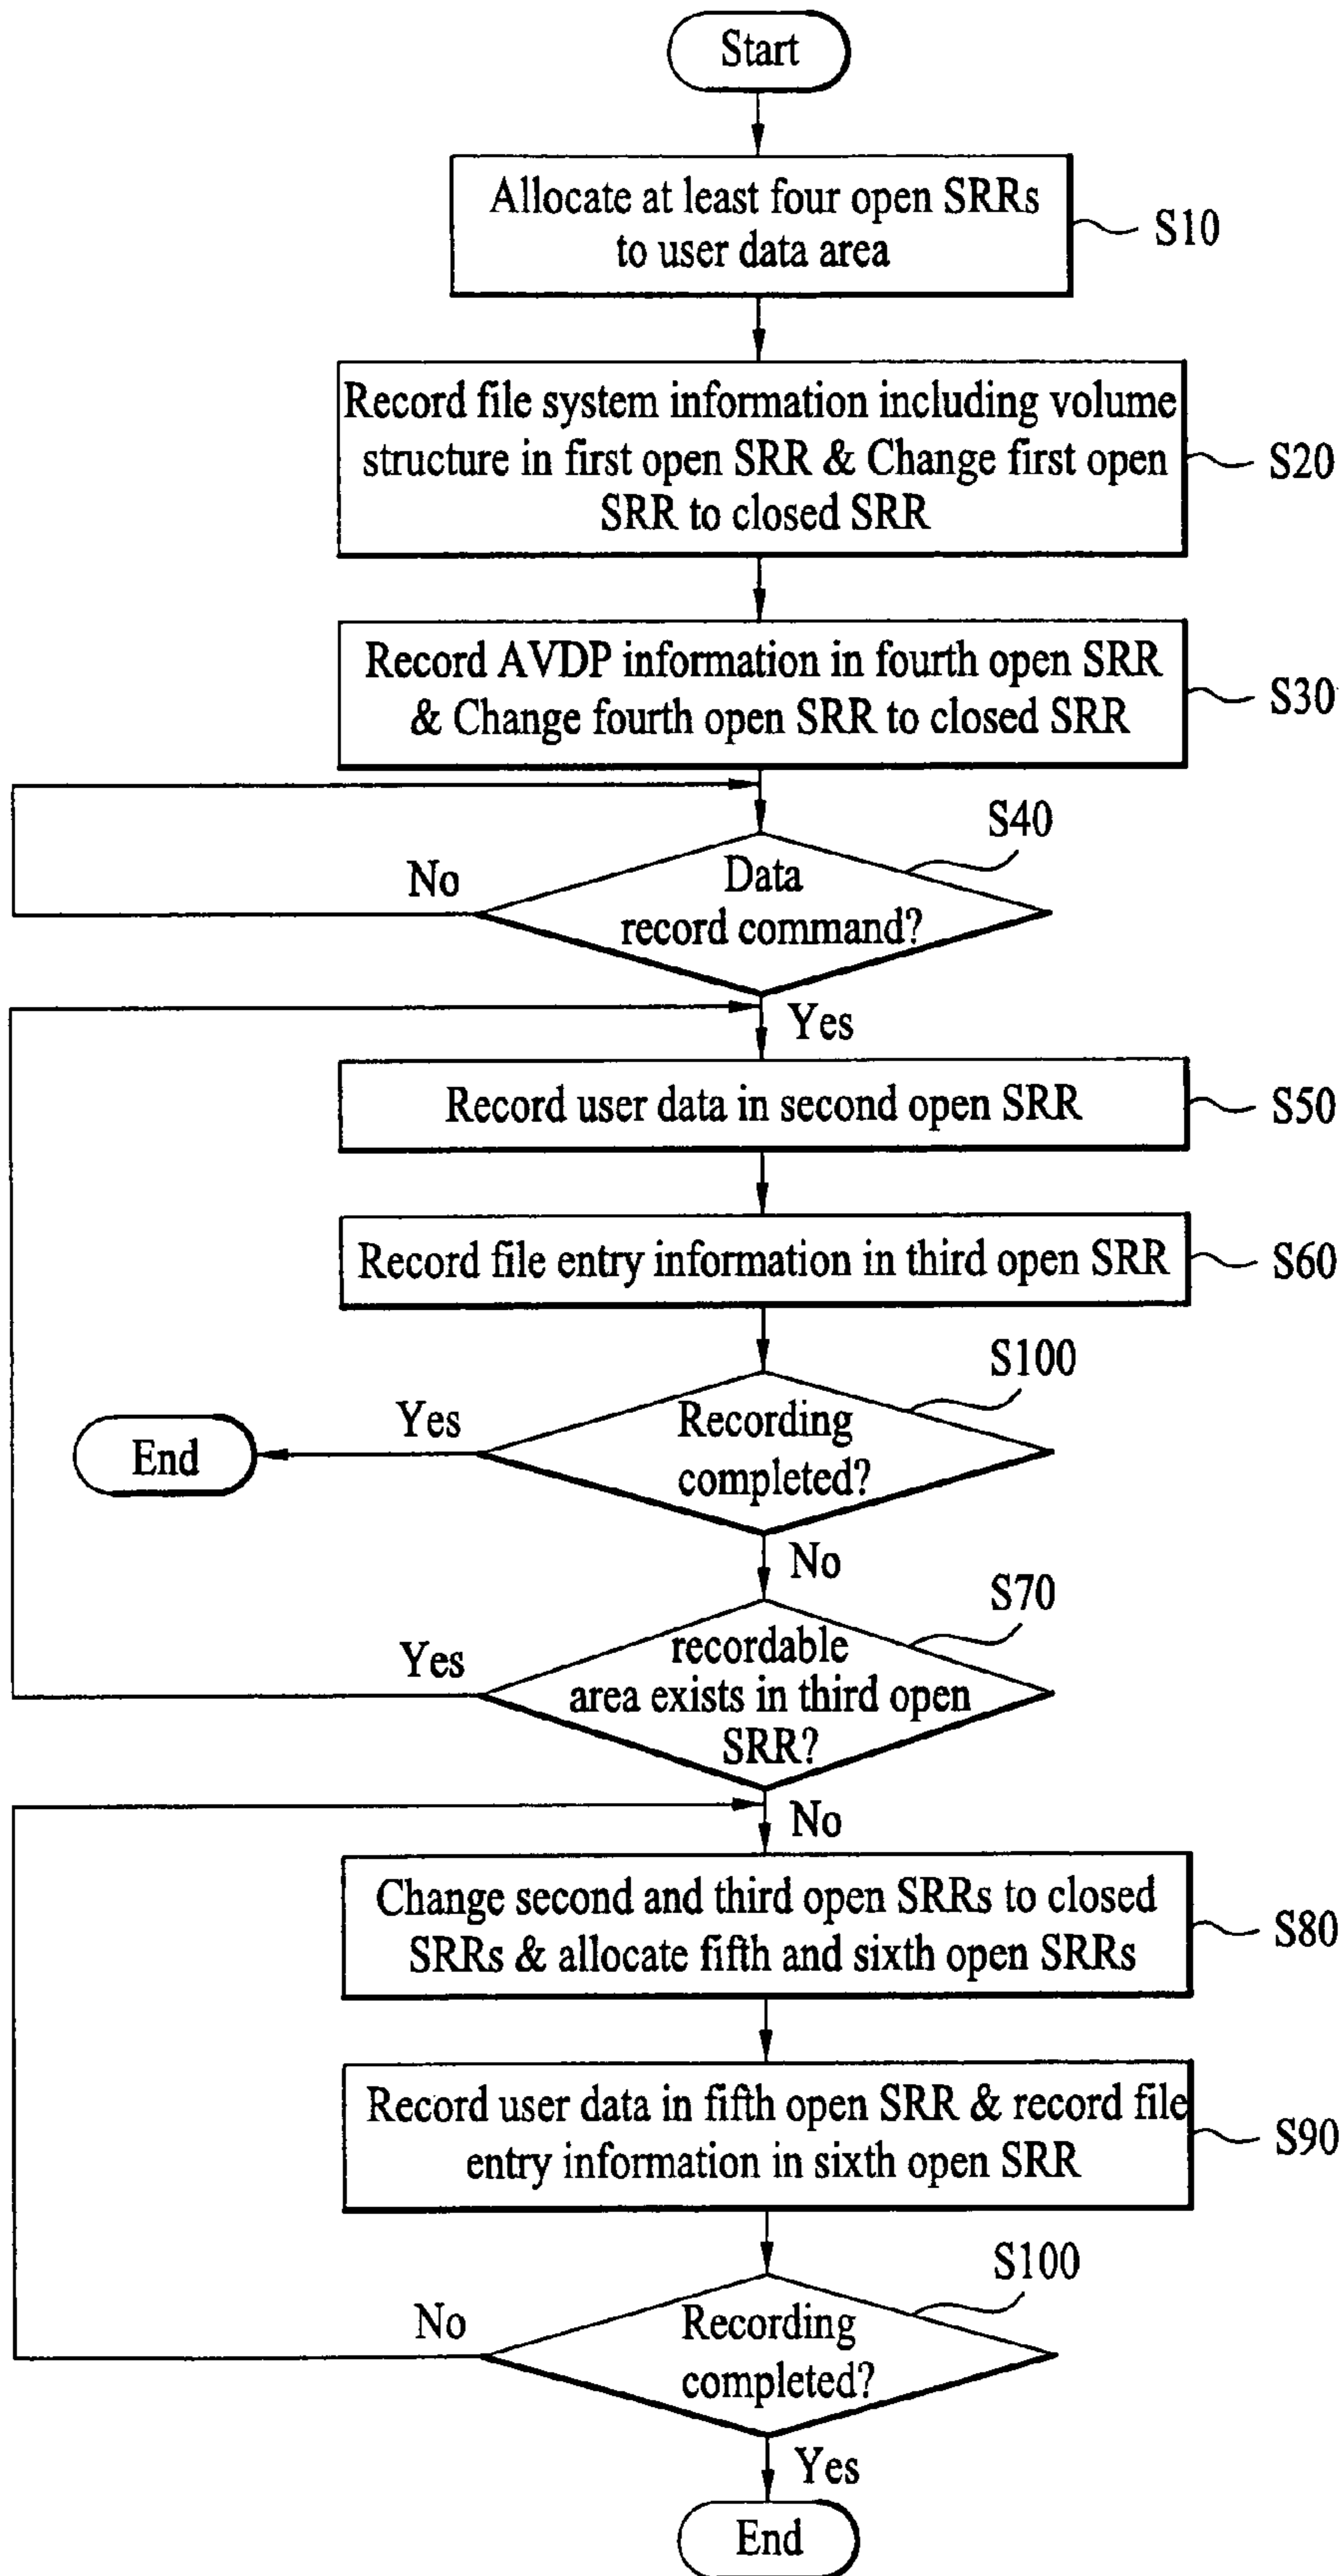 Start
Allocate at least four open SRRs
to user data area
S10
Record file system information including volume
structure in first open SRR & Change first open
SRR to closed SRR
S20
Record AVDP information in fourth open SRR
& Change fourth open SRR to closed SRR
S30
S40
No
Data
record command?
Yes
Record user data in second open SRR
S50
Record file entry information in third open SRR
S60
S100
Yes
Recording
completed?
End
No
S70
Yes
recordable
area exists in third open
SRR?
No
Change second and third open SRRs to closed
SRRs & allocate fifth and sixth open SRRs
S80
Record user data in fifth open SRR & record file
entry information in sixth open SRR
S90
S100
No
Recording
completed?
Yes
End